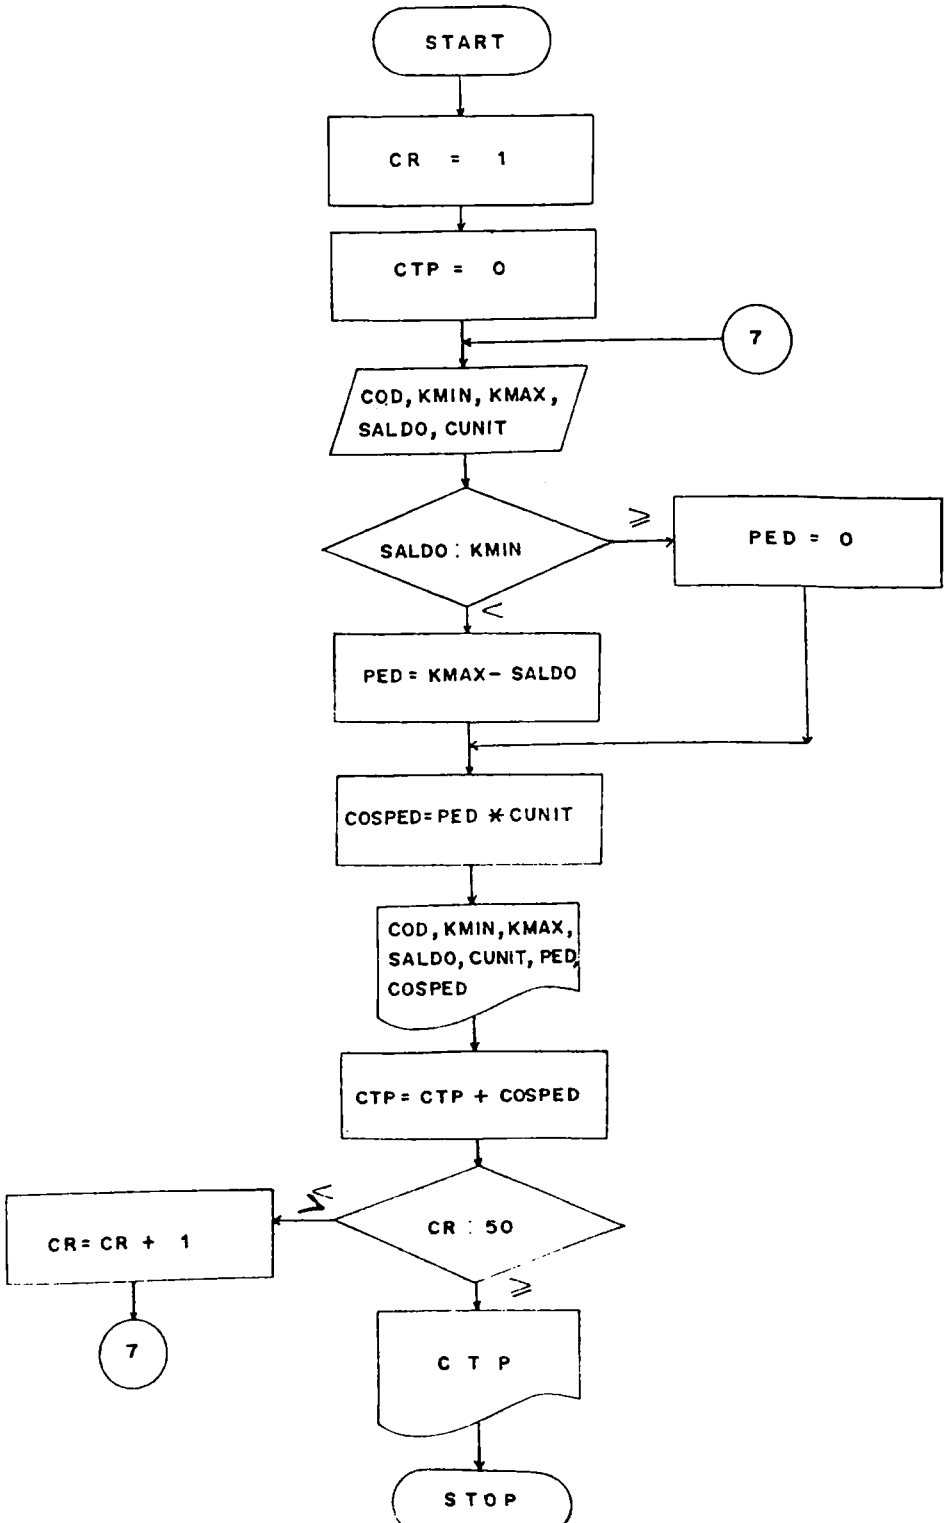 START
CR = 1
CTP = 0
7
COD, KMIN, KMAX,
SALDO, CUNIT
SALDO : KMIN
≥
PED = 0
<
PED = KMAX - SALDO
COSPED = PED * CUNIT
COD, KMIN, KMAX,
SALDO, CUNIT, PED,
COSPED
CTP = CTP + COSPED
CR : 50
<
CR = CR + 1
≥
7
C T P
STOP